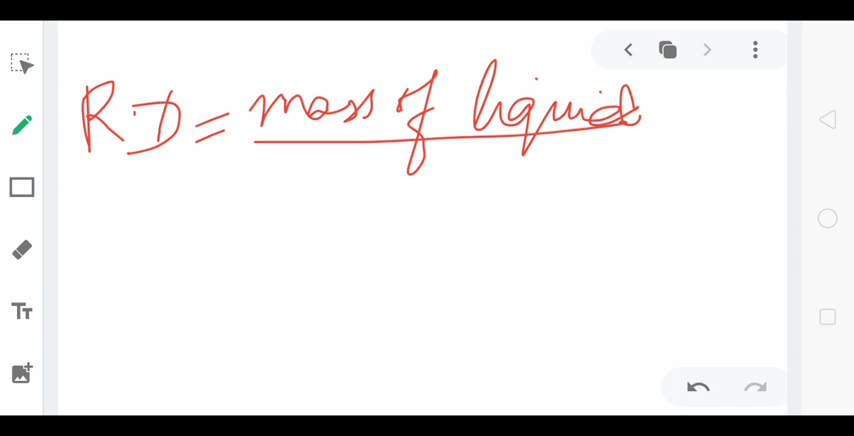 R.D = mass of liquid